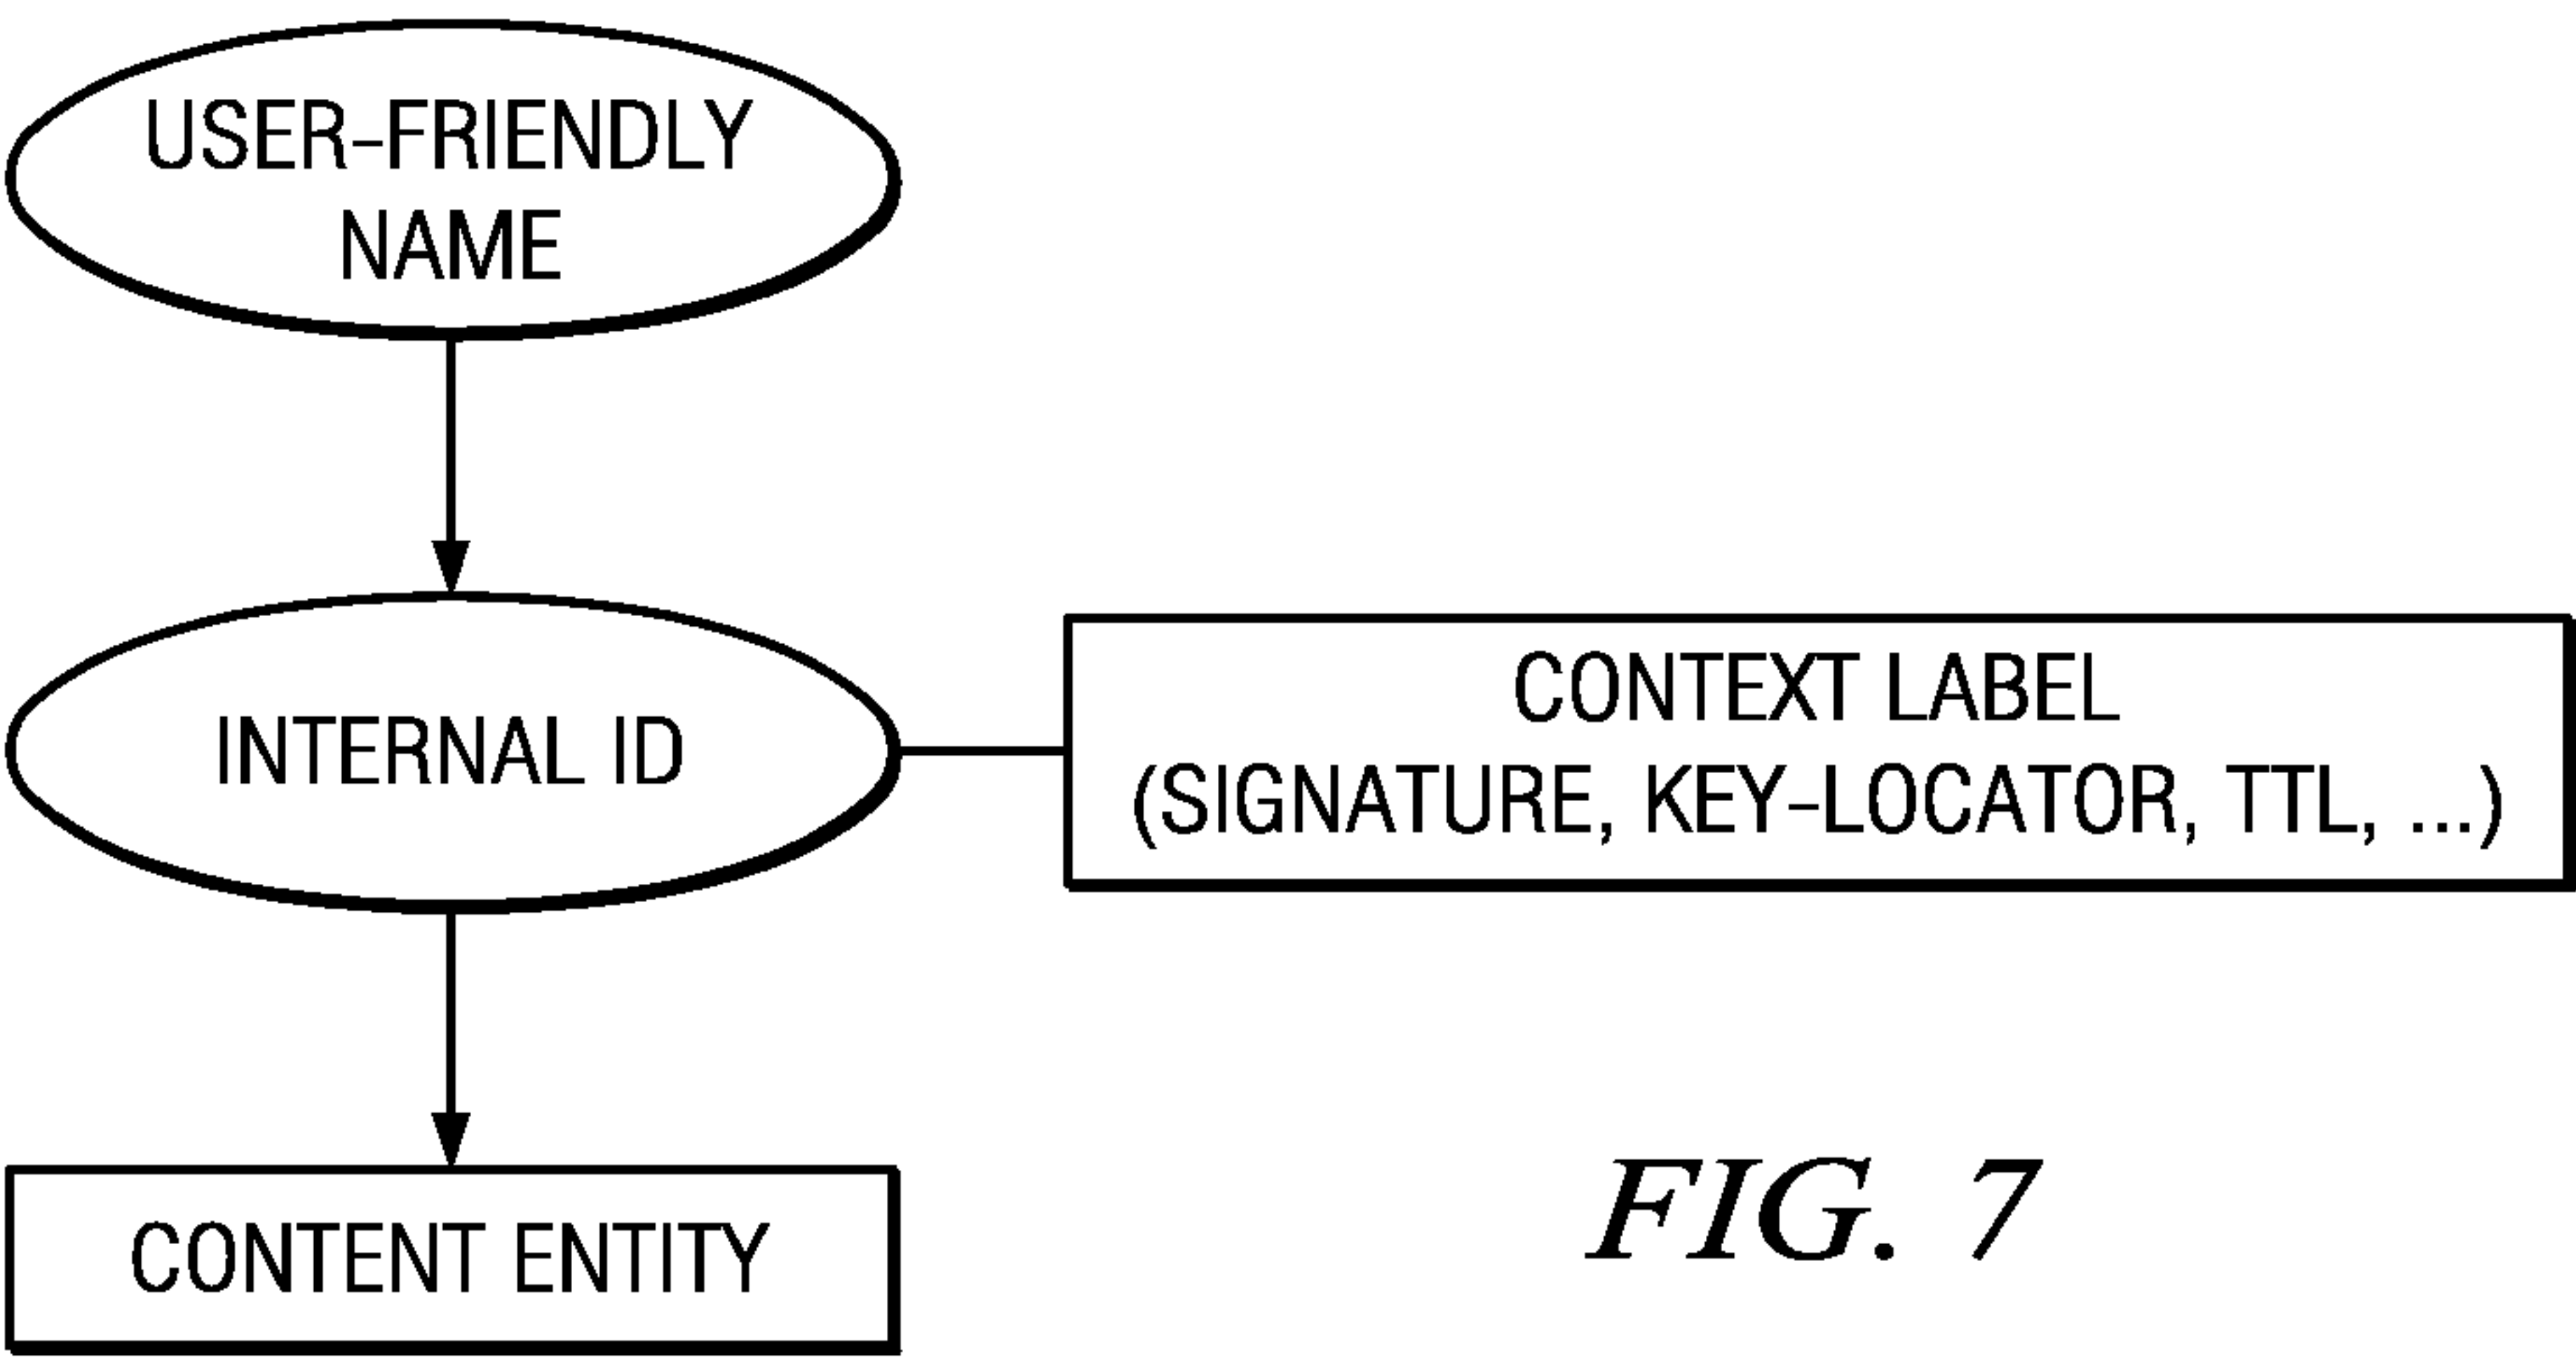 USER-FRIENDLY
NAME
INTERNAL ID
CONTEXT LABEL
(SIGNATURE, KEY-LOCATOR, TTL, ...)
CONTENT ENTITY
FIG. 7